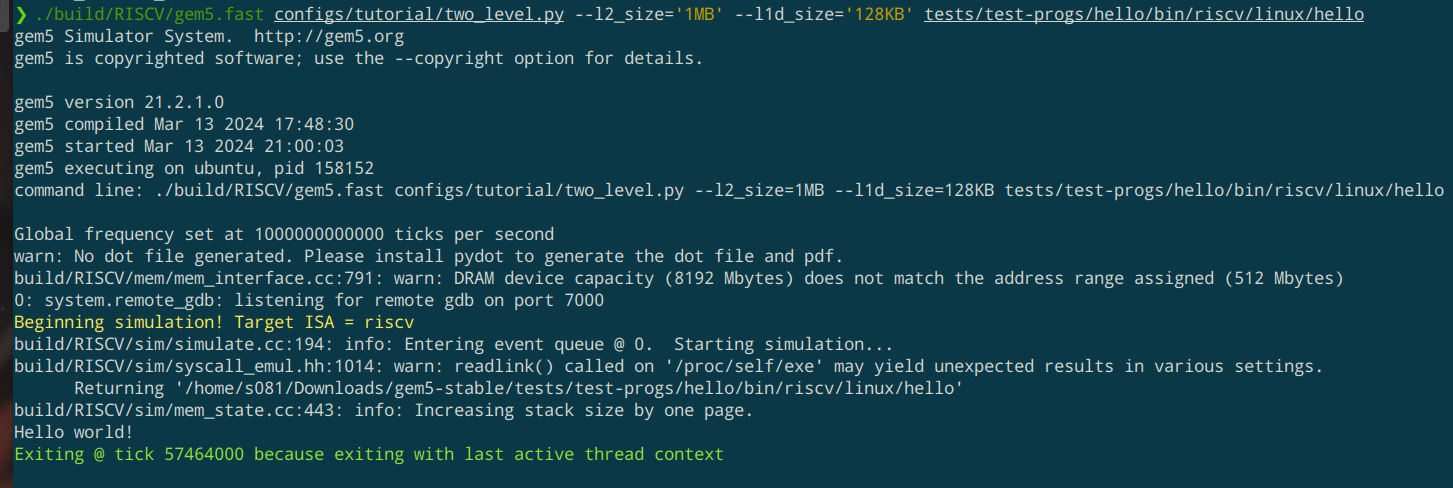 ❯ ./build/RISCV/gem5.fast configs/tutorial/two_level.py --l2_size='1MB' --l1d_size='128KB' tests/test-progs/hello/bin/riscv/linux/hello
gem5 Simulator System.  http://gem5.org
gem5 is copyrighted software; use the --copyright option for details.

gem5 version 21.2.1.0
gem5 compiled Mar 13 2024 17:48:30
gem5 started Mar 13 2024 21:00:03
gem5 executing on ubuntu, pid 158152
command line: ./build/RISCV/gem5.fast configs/tutorial/two_level.py --l2_size=1MB --l1d_size=128KB tests/test-progs/hello/bin/riscv/linux/hello

Global frequency set at 1000000000000 ticks per second
warn: No dot file generated. Please install pydot to generate the dot file and pdf.
build/RISCV/mem/mem_interface.cc:791: warn: DRAM device capacity (8192 Mbytes) does not match the address range assigned (512 Mbytes)
0: system.remote_gdb: listening for remote gdb on port 7000
Beginning simulation! Target ISA = riscv
build/RISCV/sim/simulate.cc:194: info: Entering event queue @ 0.  Starting simulation...
build/RISCV/sim/syscall_emul.hh:1014: warn: readlink() called on '/proc/self/exe' may yield unexpected results in various settings.
      Returning '/home/s081/Downloads/gem5-stable/tests/test-progs/hello/bin/riscv/linux/hello'
build/RISCV/sim/mem_state.cc:443: info: Increasing stack size by one page.
Hello world!
Exiting @ tick 57464000 because exiting with last active thread context